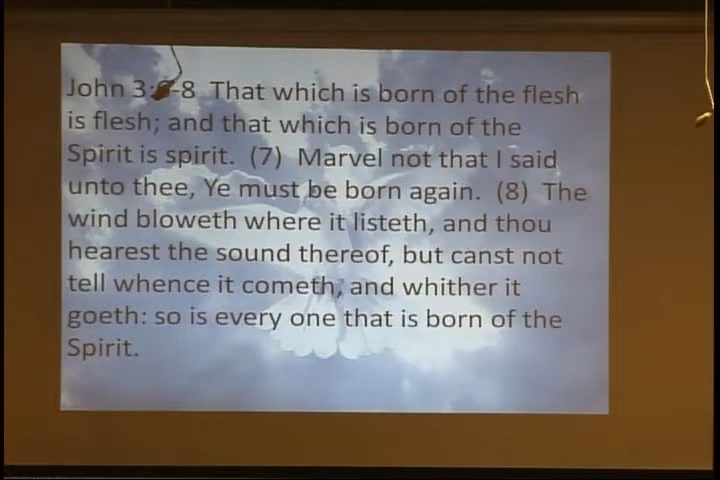 John 3:6-8 That which is born of the flesh
is flesh; and that which is born of the
Spirit is spirit. (7) Marvel not that I said
unto thee, Ye must be born again. (8) The
wind bloweth where it listeth, and thou
hearest the sound thereof, but canst not
tell whence it cometh, and whither it
goeth: so is every one that is born of the
Spirit.